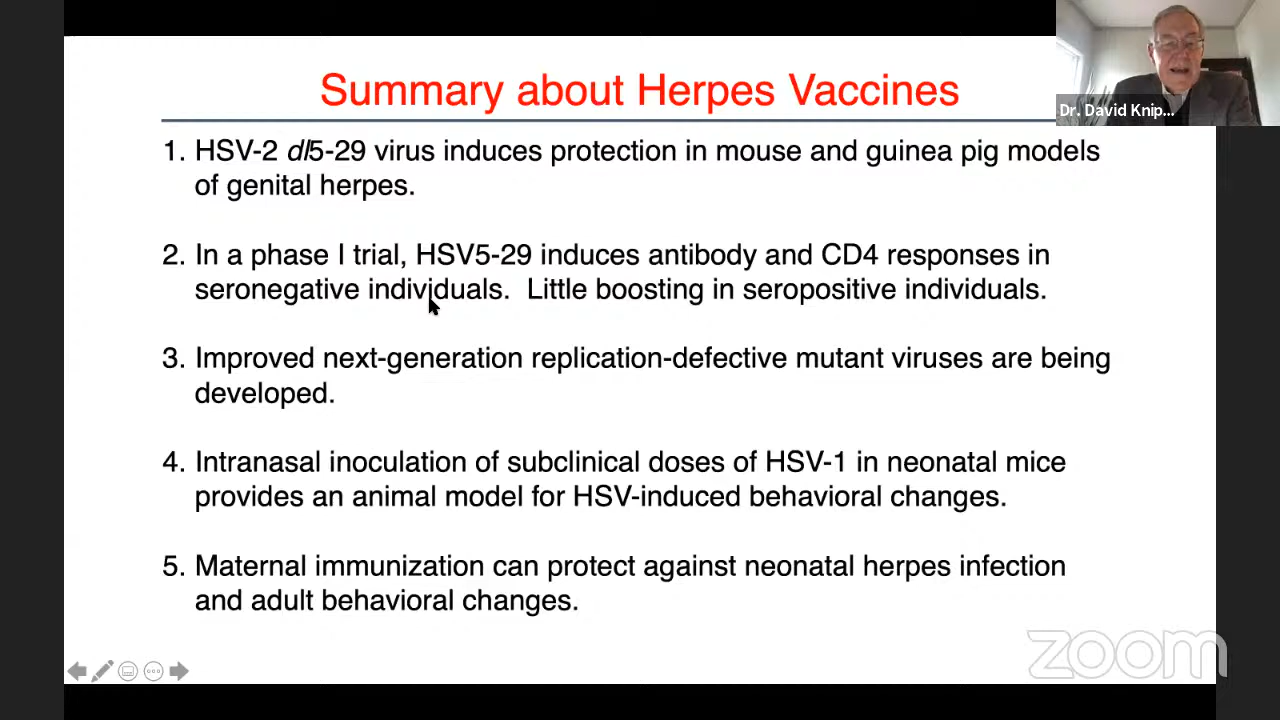 Summary about Herpes Vaccines
Dr. David Knip...
1. HSV-2 dl5-29 virus induces protection in mouse and guinea pig models
of genital herpes.
2. In a phase I trial, HSV5-29 induces antibody and CD4 responses in
seronegative individuals. Little boosting in seropositive individuals.
3. Improved next-generation replication-defective mutant viruses are being
developed.
4. Intranasal inoculation of subclinical doses of HSV-1 in neonatal mice
provides an animal model for HSV-induced behavioral changes.
5. Maternal immunization can protect against neonatal herpes infection
and adult behavioral changes.
zoom